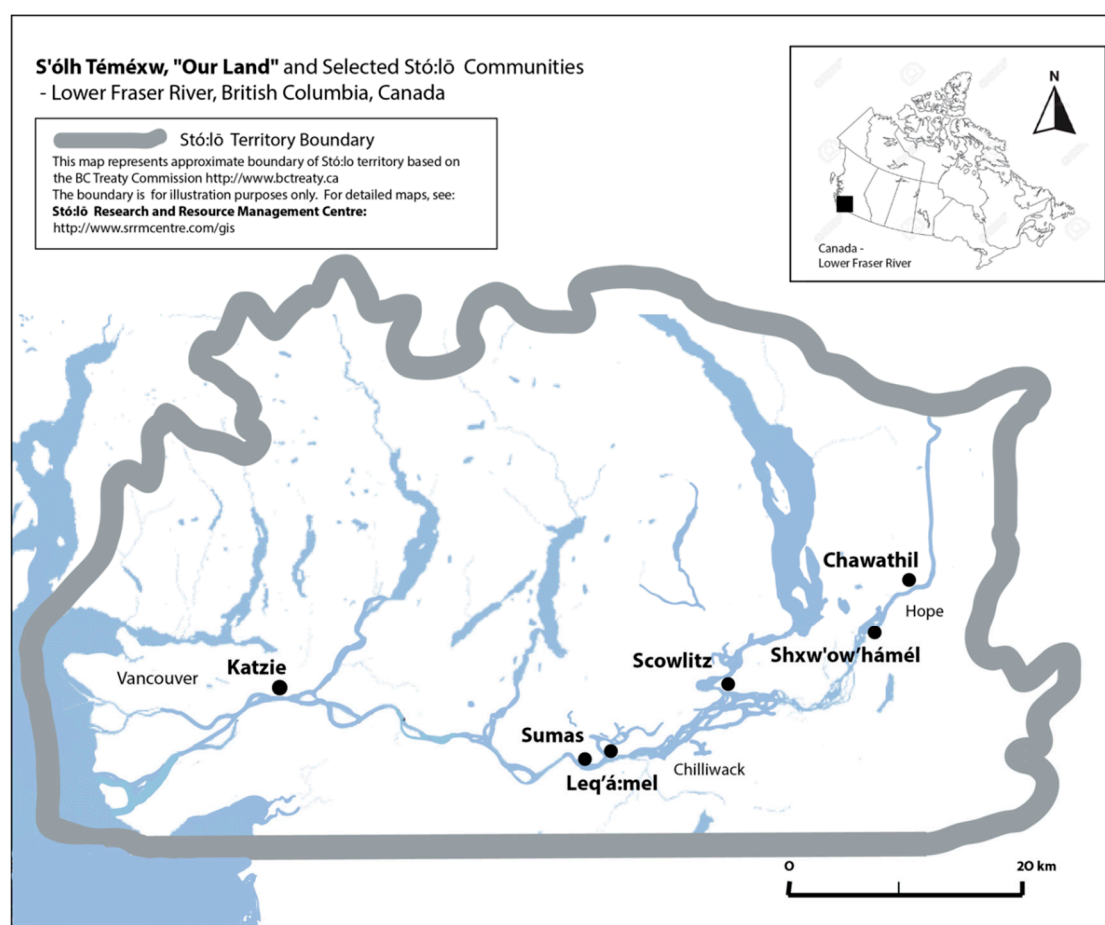 S'ólh Téméxw, "Our Land" and Selected Stó:lō Communities
- Lower Fraser River, British Columbia, Canada
Stó:lō Territory Boundary
This map represents approximate boundary of Stó:lo territory based on
the BC Treaty Commission http://www.bctreaty.ca
The boundary is for illustration purposes only. For detailed maps, see:
Stó:lō Research and Resource Management Centre:
http://www.srrmcentre.com/gis
N
Canada -
Lower Fraser River
Chawathil
Hope
Shxw'ow'hámél
Scowlitz
Katzie
Vancouver
Sumas
Leq'á:mel
Chilliwack
0
20 km